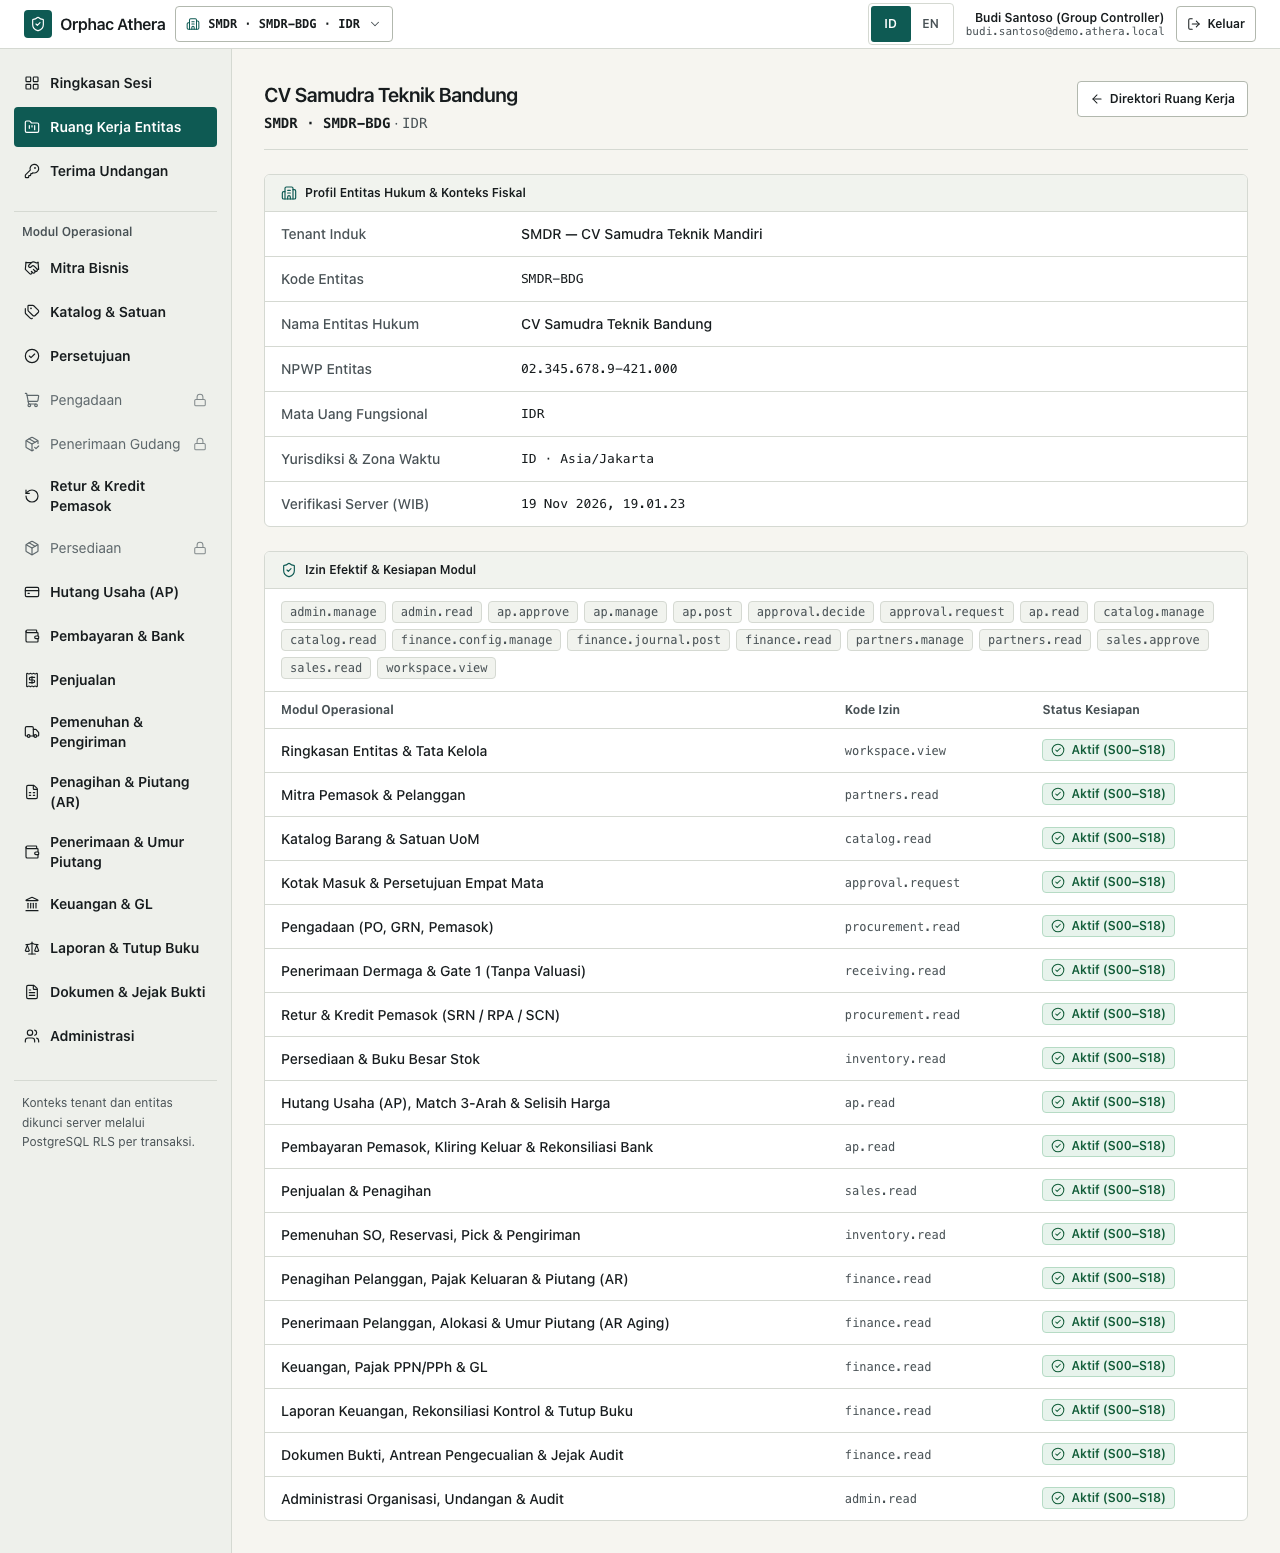 Orphac Athera
SMDR · SMDR-BDG · IDR
ID EN
Budi Santoso (Group Controller)
budi.santoso@demo.athera.local
Keluar
Ringkasan Sesi
Ruang Kerja Entitas
Terima Undangan
Modul Operasional
Mitra Bisnis
Katalog & Satuan
Persetujuan
Pengadaan
Penerimaan Gudang
Retur & Kredit
Pemasok
Persediaan
Hutang Usaha (AP)
Pembayaran & Bank
Penjualan
Pemenuhan &
Pengiriman
Penagihan & Piutang
(AR)
Penerimaan & Umur
Piutang
Keuangan & GL
Laporan & Tutup Buku
Dokumen & Jejak Bukti
Administrasi
Konteks tenant dan entitas
dikunci server melalui
PostgreSQL RLS per transaksi.
CV Samudra Teknik Bandung
SMDR · SMDR-BDG · IDR
Direktori Ruang Kerja
Profil Entitas Hukum & Konteks Fiskal
Tenant Induk SMDR — CV Samudra Teknik Mandiri
Kode Entitas SMDR-BDG
Nama Entitas Hukum CV Samudra Teknik Bandung
NPWP Entitas 02.345.678.9-421.000
Mata Uang Fungsional IDR
Yurisdiksi & Zona Waktu ID · Asia/Jakarta
Verifikasi Server (WIB) 19 Nov 2026, 19.01.23
Izin Efektif & Kesiapan Modul
admin.manage admin.read ap.approve ap.manage ap.post approval.decide approval.request ap.read catalog.manage
catalog.read finance.config.manage finance.journal.post finance.read partners.manage partners.read sales.approve
sales.read workspace.view
Modul Operasional Kode Izin Status Kesiapan
Ringkasan Entitas & Tata Kelola workspace.view Aktif (S00–S18)
Mitra Pemasok & Pelanggan partners.read Aktif (S00–S18)
Katalog Barang & Satuan UoM catalog.read Aktif (S00–S18)
Kotak Masuk & Persetujuan Empat Mata approval.request Aktif (S00–S18)
Pengadaan (PO, GRN, Pemasok) procurement.read Aktif (S00–S18)
Penerimaan Dermaga & Gate 1 (Tanpa Valuasi) receiving.read Aktif (S00–S18)
Retur & Kredit Pemasok (SRN / RPA / SCN) procurement.read Aktif (S00–S18)
Persediaan & Buku Besar Stok inventory.read Aktif (S00–S18)
Hutang Usaha (AP), Match 3-Arah & Selisih Harga ap.read Aktif (S00–S18)
Pembayaran Pemasok, Kliring Keluar & Rekonsiliasi Bank ap.read Aktif (S00–S18)
Penjualan & Penagihan sales.read Aktif (S00–S18)
Pemenuhan SO, Reservasi, Pick & Pengiriman inventory.read Aktif (S00–S18)
Penagihan Pelanggan, Pajak Keluaran & Piutang (AR) finance.read Aktif (S00–S18)
Penerimaan Pelanggan, Alokasi & Umur Piutang (AR Aging) finance.read Aktif (S00–S18)
Keuangan, Pajak PPN/PPh & GL finance.read Aktif (S00–S18)
Laporan Keuangan, Rekonsiliasi Kontrol & Tutup Buku finance.read Aktif (S00–S18)
Dokumen Bukti, Antrean Pengecualian & Jejak Audit finance.read Aktif (S00–S18)
Administrasi Organisasi, Undangan & Audit admin.read Aktif (S00–S18)